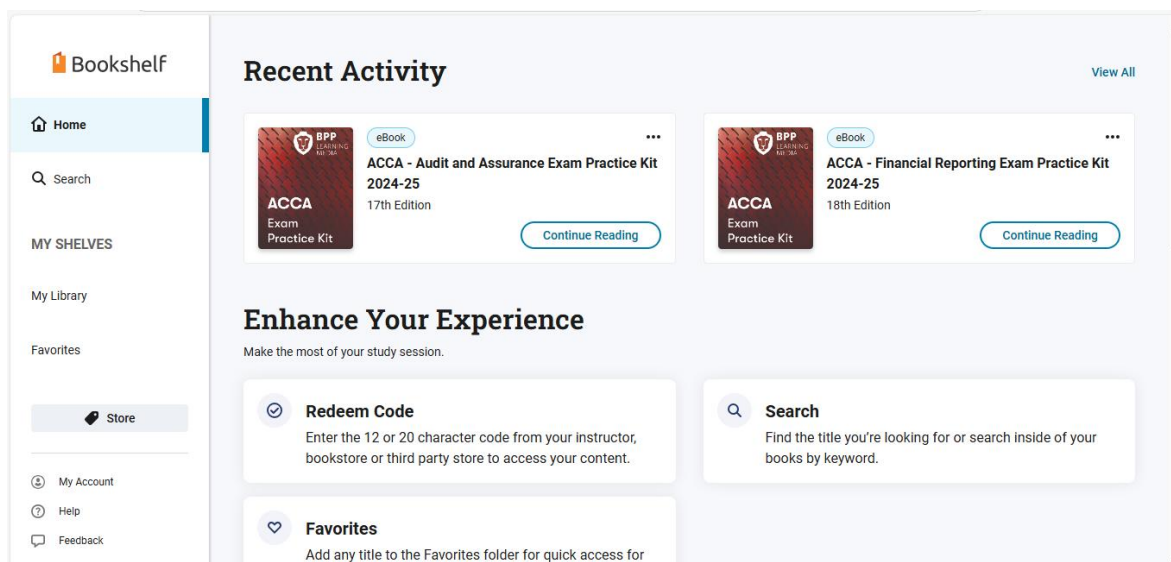 Bookshelf
Home
Search
MY SHELVES
My Library
Favorites
Store
My Account
Help
Feedback
Recent Activity
View All
BPP
LEARNING
MEDIA
ACCA
Exam
Practice Kit
eBook
ACCA - Audit and Assurance Exam Practice Kit
2024-25
17th Edition
Continue Reading
BPP
LEARNING
MEDIA
ACCA
Exam
Practice Kit
eBook
ACCA - Financial Reporting Exam Practice Kit
2024-25
18th Edition
Continue Reading
Enhance Your Experience
Make the most of your study session.
Redeem Code
Enter the 12 or 20 character code from your instructor,
bookstore or third party store to access your content.
Search
Find the title you're looking for or search inside of your
books by keyword.
Favorites
Add any title to the Favorites folder for quick access for